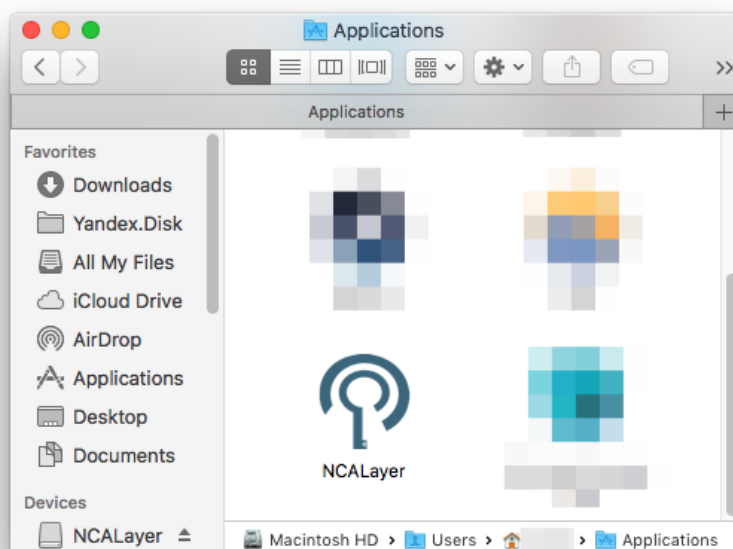 Applications
Applications
Favorites
Downloads
Yandex.Disk
All My Files
iCloud Drive
AirDrop
Applications
Desktop
Documents
Devices
NCALayer
NCALayer
Macintosh HD › Users › › Applications